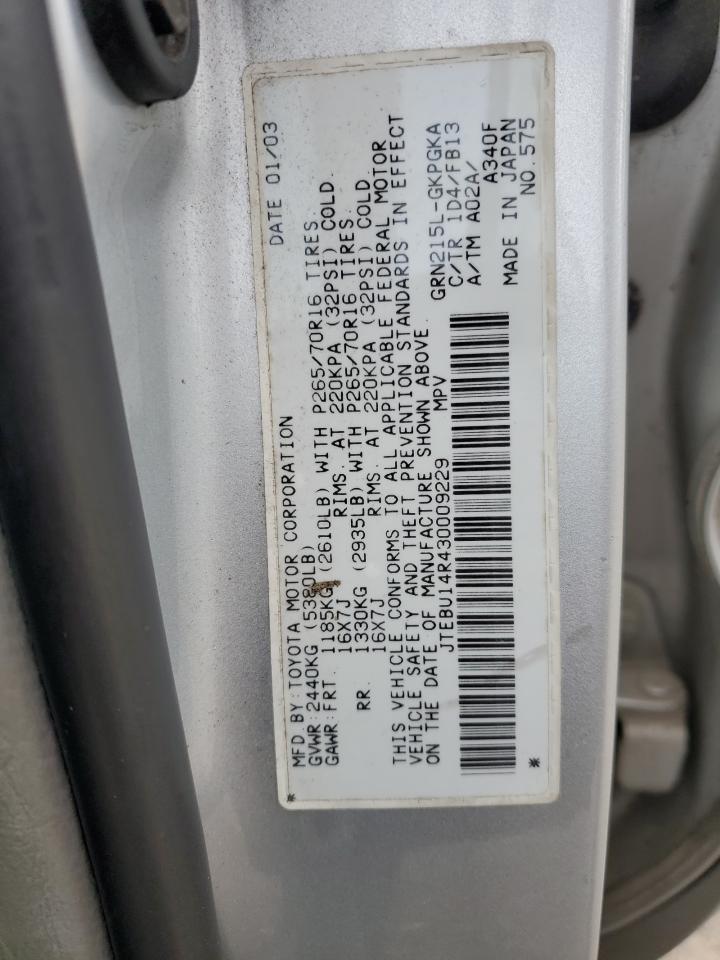 MFD.BY:TOYOTA MOTOR CORPORATION DATE 01/03
GVWR:2440KG (5380LB)
GAWR:FRT. 1185KG (2610LB) WITH P265/70R16 TIRES.
16X7J RIMS. AT 220KPA (32PSI) COLD.
RR. 1330KG (2935LB) WITH P265/70R16 TIRES.
16X7J RIMS. AT 220KPA (32PSI) COLD.
THIS VEHICLE CONFORMS TO ALL APPLICABLE FEDERAL MOTOR
VEHICLE SAFETY AND THEFT PREVENTION STANDARDS IN EFFECT
ON THE DATE OF MANUFACTURE SHOWN ABOVE.
JTEBU14R430009229 MPV
GRN215L-GKPGKA
C/TR 1D4/FB13
A/TM A02A/
A340F
MADE IN JAPAN
NO.575